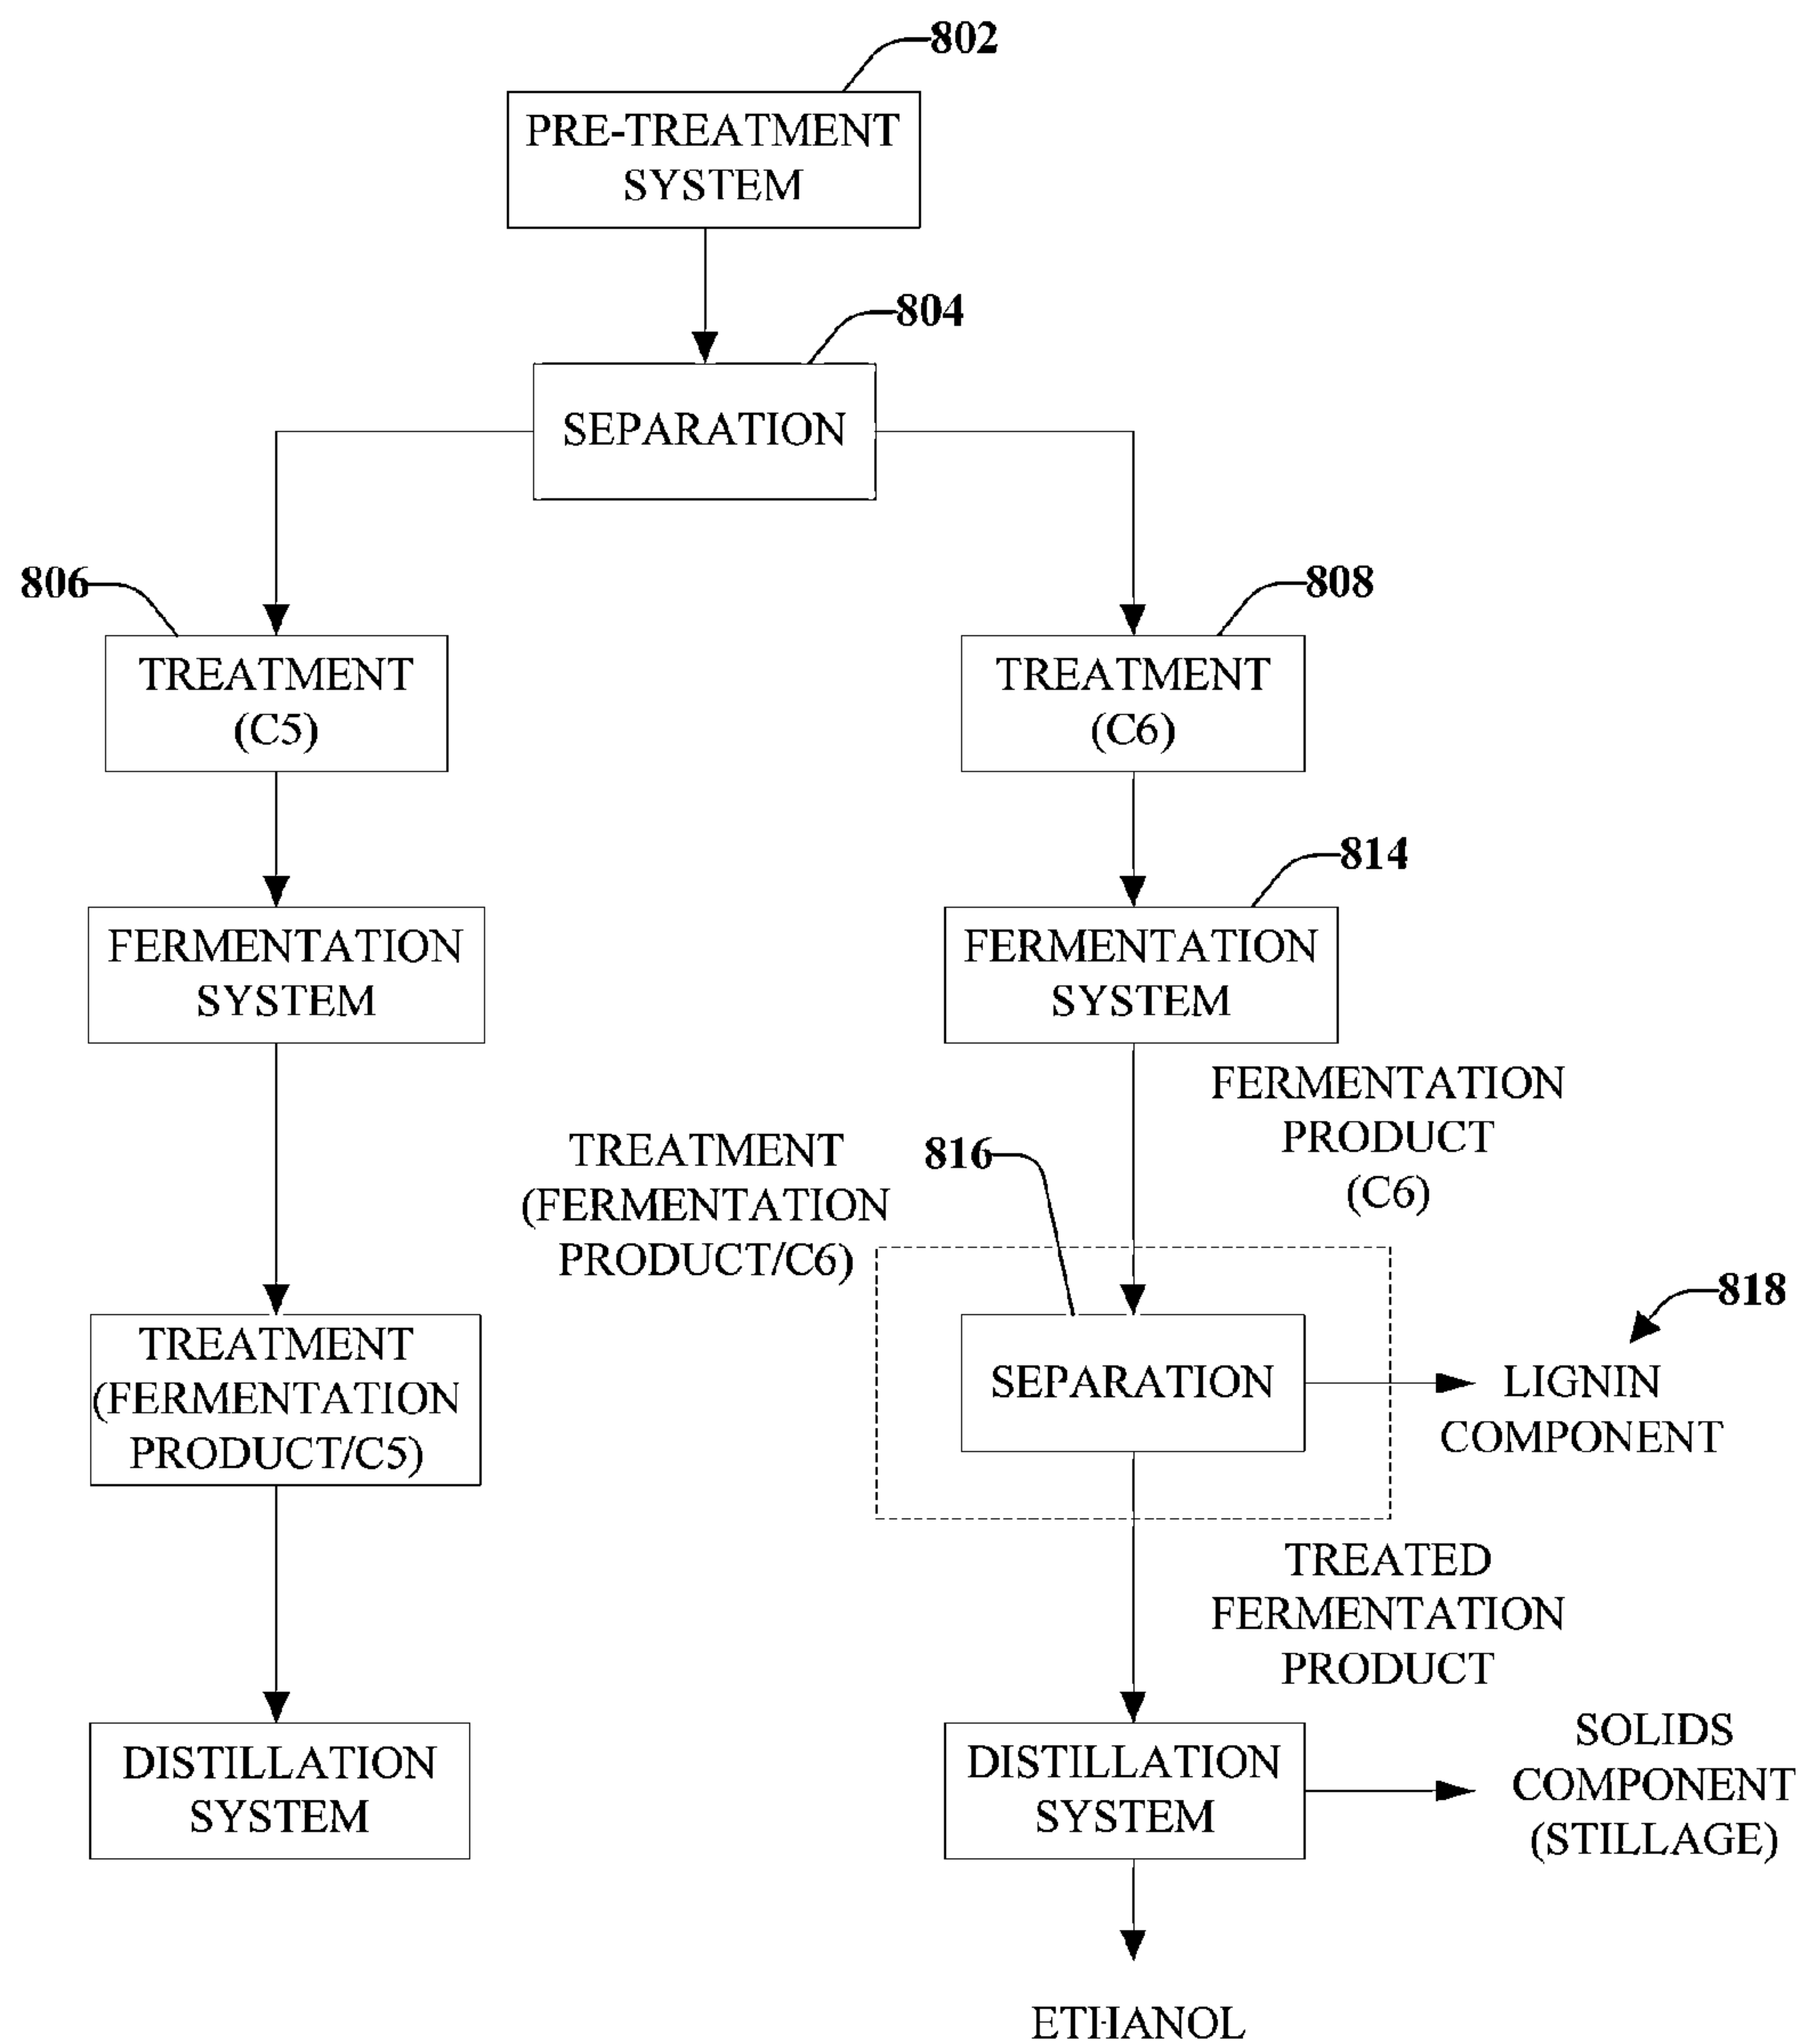 802
PRE-TREATMENT
SYSTEM
804
SEPARATION
806
808
TREATMENT
(C5)
TREATMENT
(C6)
814
FERMENTATION
SYSTEM
FERMENTATION
SYSTEM
FERMENTATION
PRODUCT
(C6)
TREATMENT
(FERMENTATION
PRODUCT/C6)
816
818
TREATMENT
(FERMENTATION
PRODUCT/C5)
SEPARATION
LIGNIN
COMPONENT
TREATED
FERMENTATION
PRODUCT
DISTILLATION
SYSTEM
DISTILLATION
SYSTEM
SOLIDS
COMPONENT
(STILLAGE)
ETHANOL